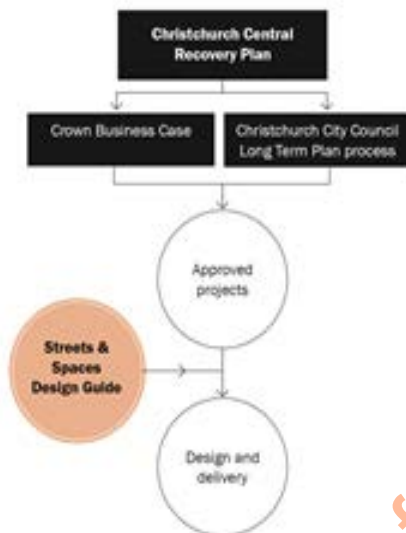 Christchurch Central
Recovery Plan
Crown Business Case
Christchurch City Council
Long Term Plan process
Approved
projects
Streets &
Spaces
Design Guide
Design and
delivery